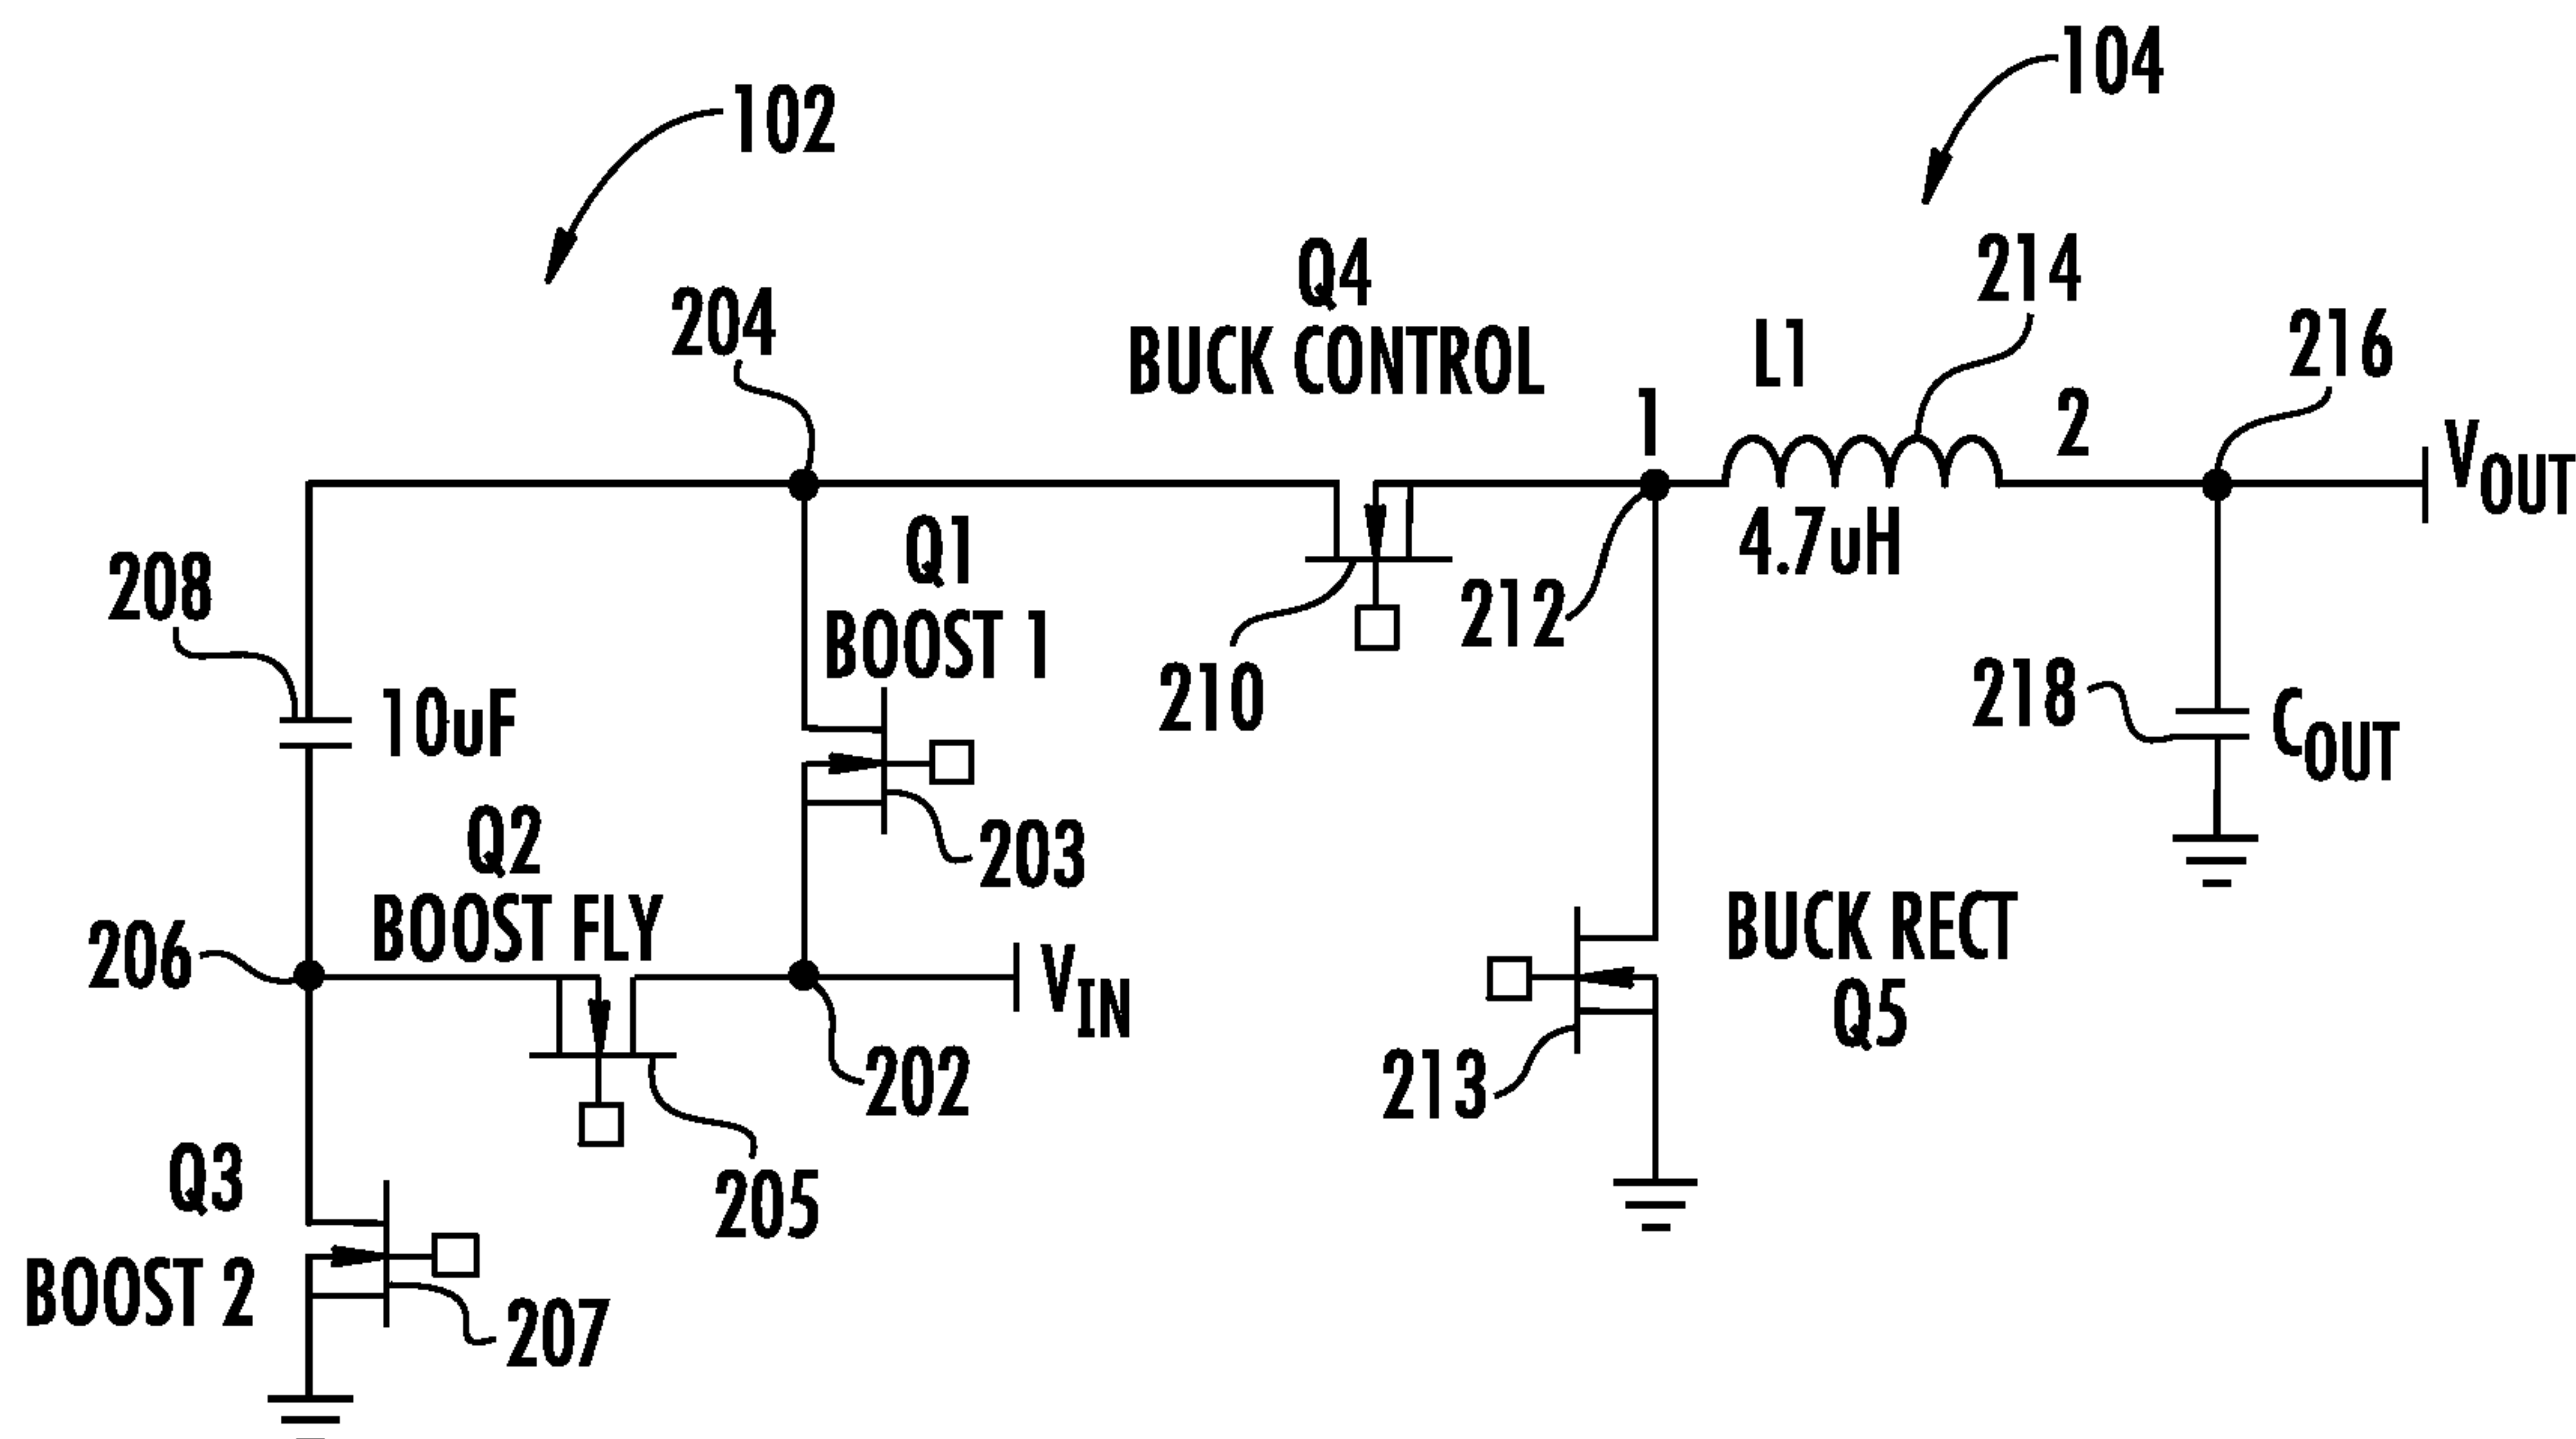 102
104
204
Q4
BUCK CONTROL
214
L1
1
2
216
VOUT
208
10uF
Q1
BOOST 1
203
210
212
4.7uH
218
COUT
Q2
BOOST FLY
206
VIN
202
205
BUCK RECT
Q5
213
Q3
BOOST 2
207